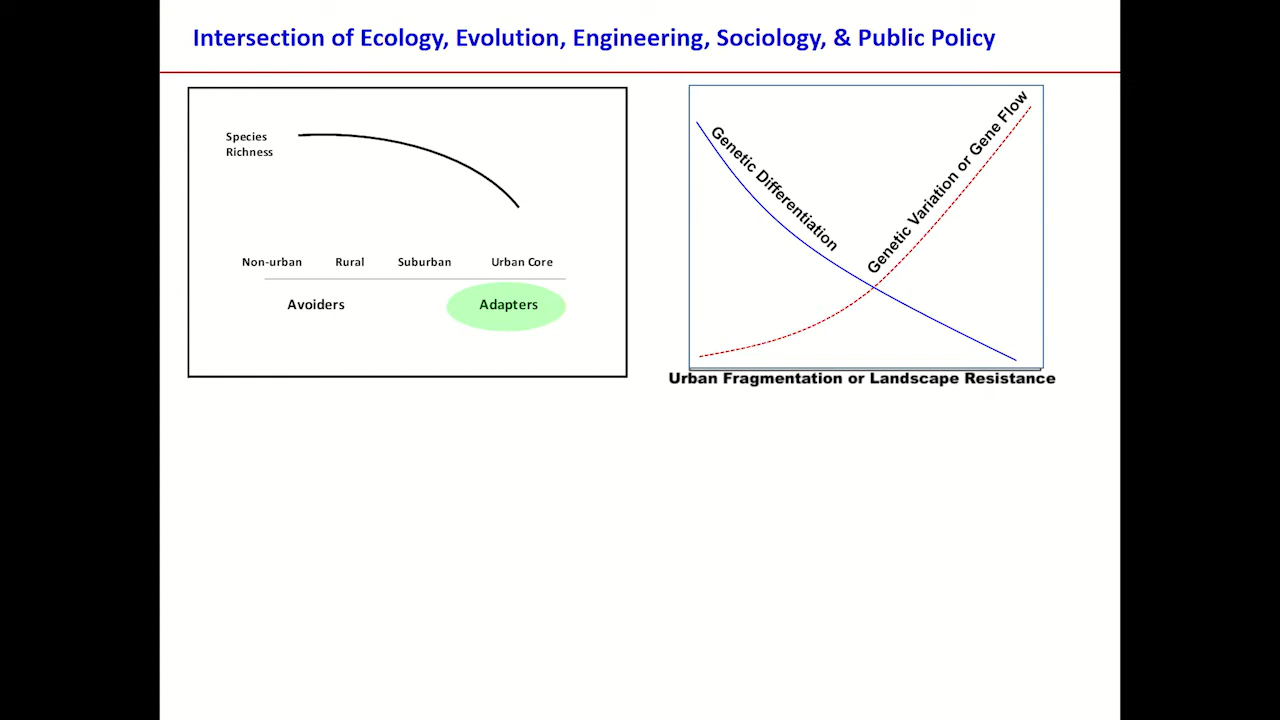 Intersection of Ecology, Evolution, Engineering, Sociology, & Public Policy
Species
Richness
Non-urban Rural Suburban Urban Core
Avoiders Adapters
Genetic Differentiation
Genetic Variation or Gene Flow
Urban Fragmentation or Landscape Resistance